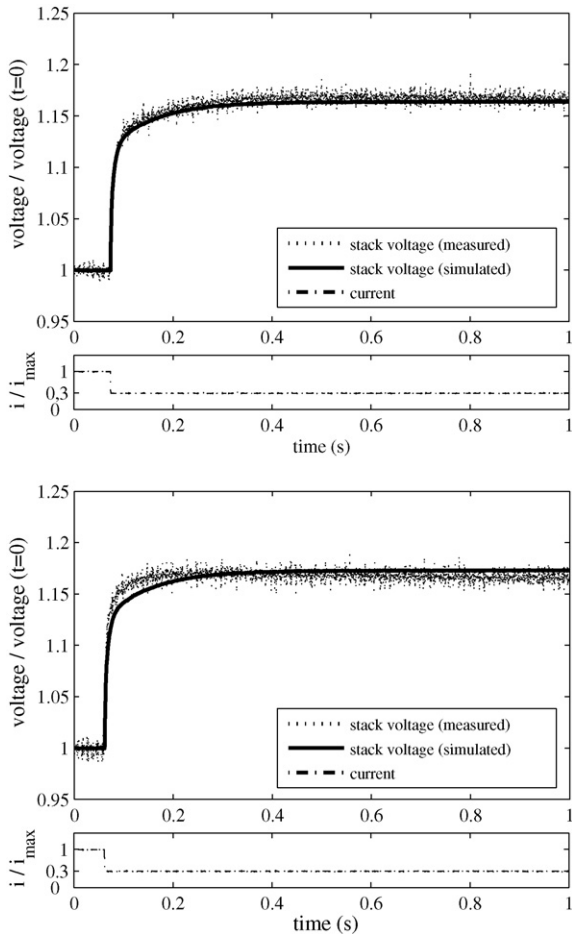 1.25
1.2
1.15
1.1
1.05
1
0.95
voltage / voltage (t=0)
stack voltage (measured)
stack voltage (simulated)
current
0 0.2 0.4 0.6 0.8 1
i / i_max
1
0,3
0
0 0.2 0.4 0.6 0.8 1
time (s)
1.25
1.2
1.15
1.1
1.05
1
0.95
voltage / voltage (t=0)
stack voltage (measured)
stack voltage (simulated)
current
0 0.2 0.4 0.6 0.8 1
i / i_max
1
0.3
0
0 0.2 0.4 0.6 0.8 1
time (s)